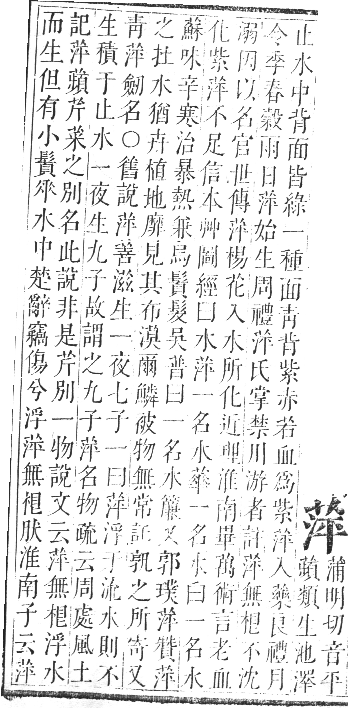 萍
蒲明切音平
蘋類生池澤
止水中背面皆綠一種面靑背紫赤若血爲紫萍入藥良禮月
令季春穀雨日萍始生周禮萍氏掌禁川游者註萍無根不沈
溺因以名官世傳萍楊花入水所化近理淮南畢萬術言老血
化紫萍不足信本艸圖經曰水萍一名水華一名水白一名水
蘇味辛寒治暴熱兼烏鬢髮吳普曰一名水簾又郭璞萍贊萍
之在水猶卉植地靡見其布漠爾鱗被物無常託孰之所寄又
靑萍劒名○舊說萍善滋生一夜七子一曰萍浮于流水則不
生積于止水一夜生九子故謂之九子萍名物疏云周處風土
記萍蘋芹菜之別名此說非是芹別一物說文云萍無根浮水
而生但有小鬚垂水中楚辭竊傷兮浮萍無根狀淮南子云萍